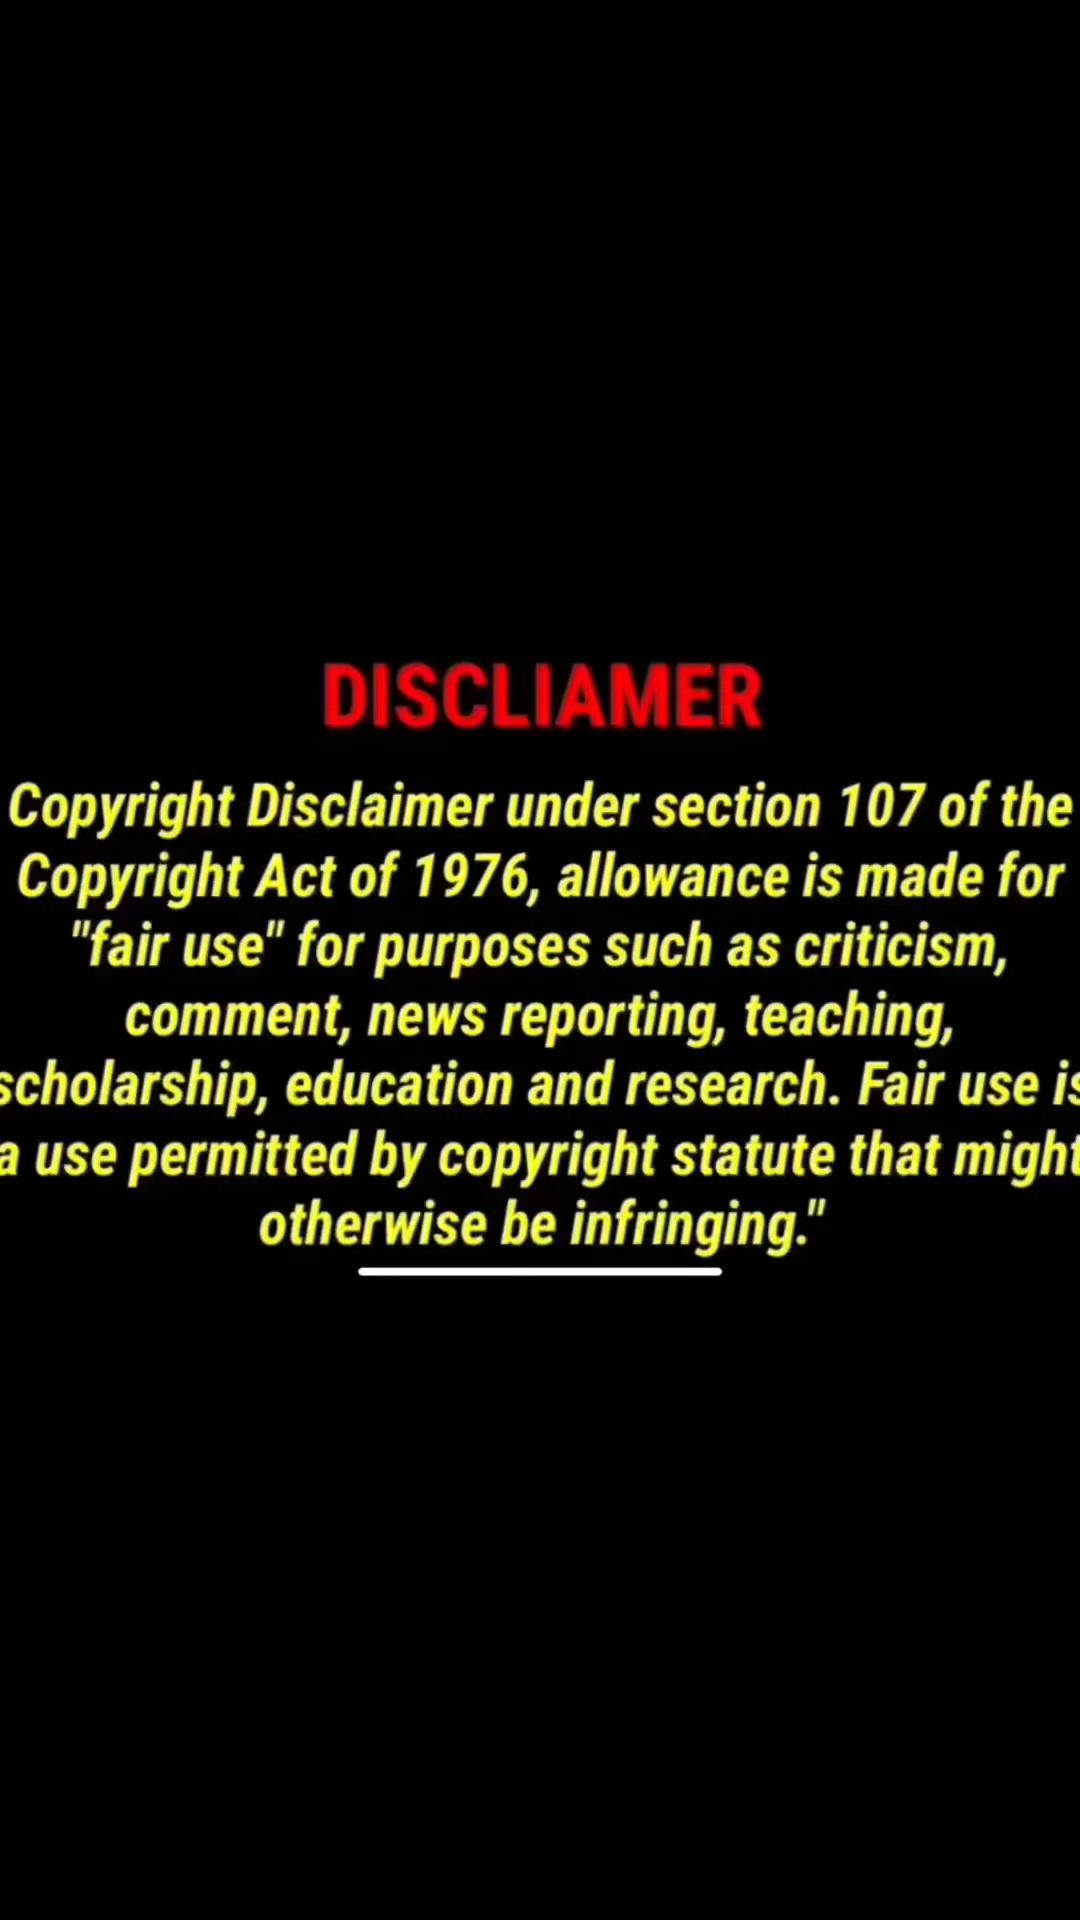 DISCLIAMER
Copyright Disclaimer under section 107 of the
Copyright Act of 1976, allowance is made for
"fair use" for purposes such as criticism,
comment, news reporting, teaching,
scholarship, education and research. Fair use is
a use permitted by copyright statute that might
otherwise be infringing."